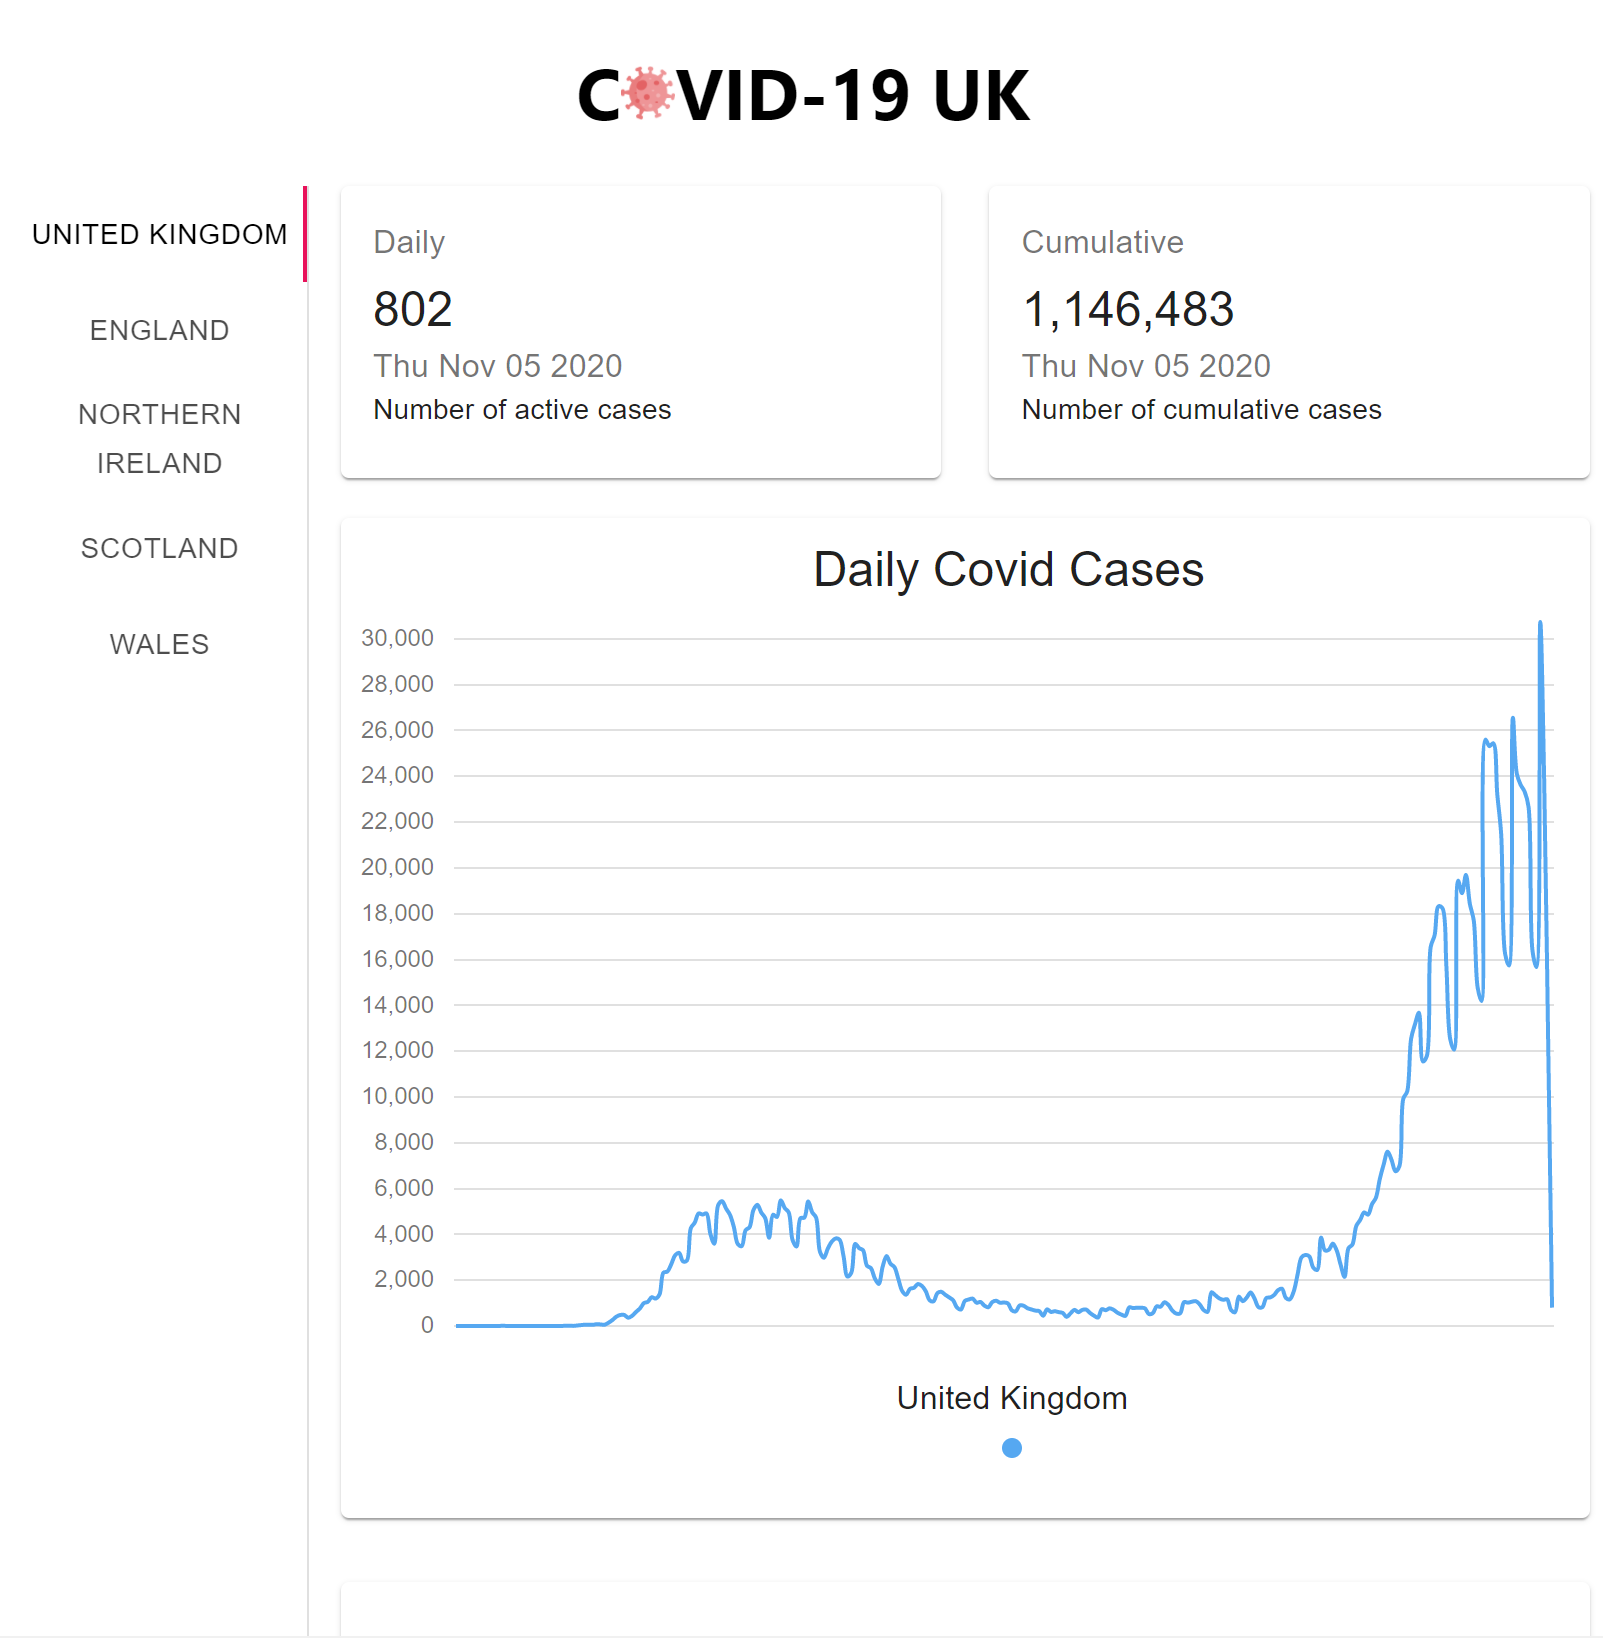 COVID-19 UK
UNITED KINGDOM
ENGLAND
NORTHERN
IRELAND
SCOTLAND
WALES
Daily
802
Thu Nov 05 2020
Number of active cases
Cumulative
1,146,483
Thu Nov 05 2020
Number of cumulative cases
Daily Covid Cases
30,000
28,000
26,000
24,000
22,000
20,000
18,000
16,000
14,000
12,000
10,000
8,000
6,000
4,000
2,000
0
United Kingdom